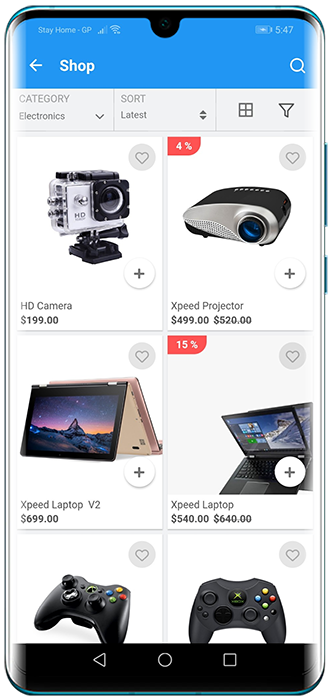 Stay Home - GP 5:47
Shop
CATEGORY SORT
Electronics Latest
4 %
HD
HD Camera Xpeed Projector
$199.00 $499.00 $520.00
15 %
Xpeed Laptop V2 Xpeed Laptop
$699.00 $540.00 $640.00